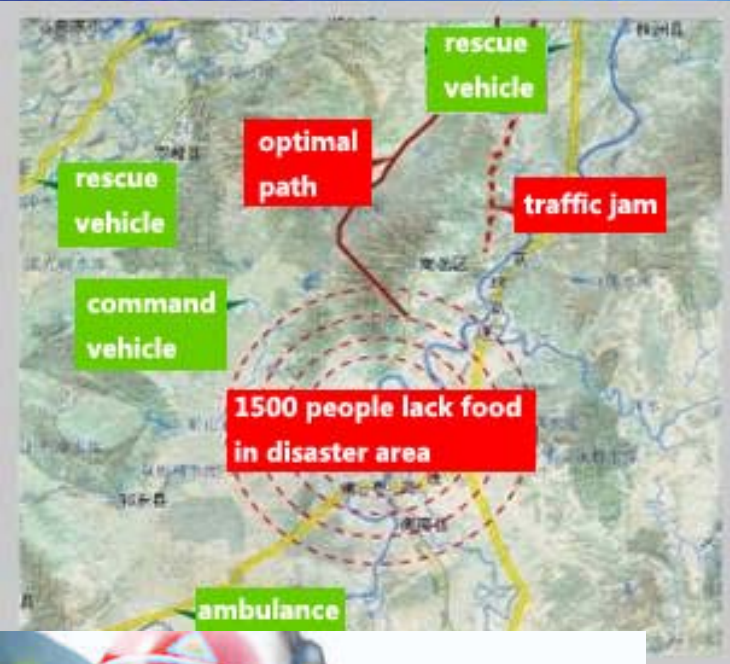 rescue
vehicle
optimal
path
rescue
vehicle
traffic jam
command
vehicle
1500 people lack food
in disaster area
ambulance